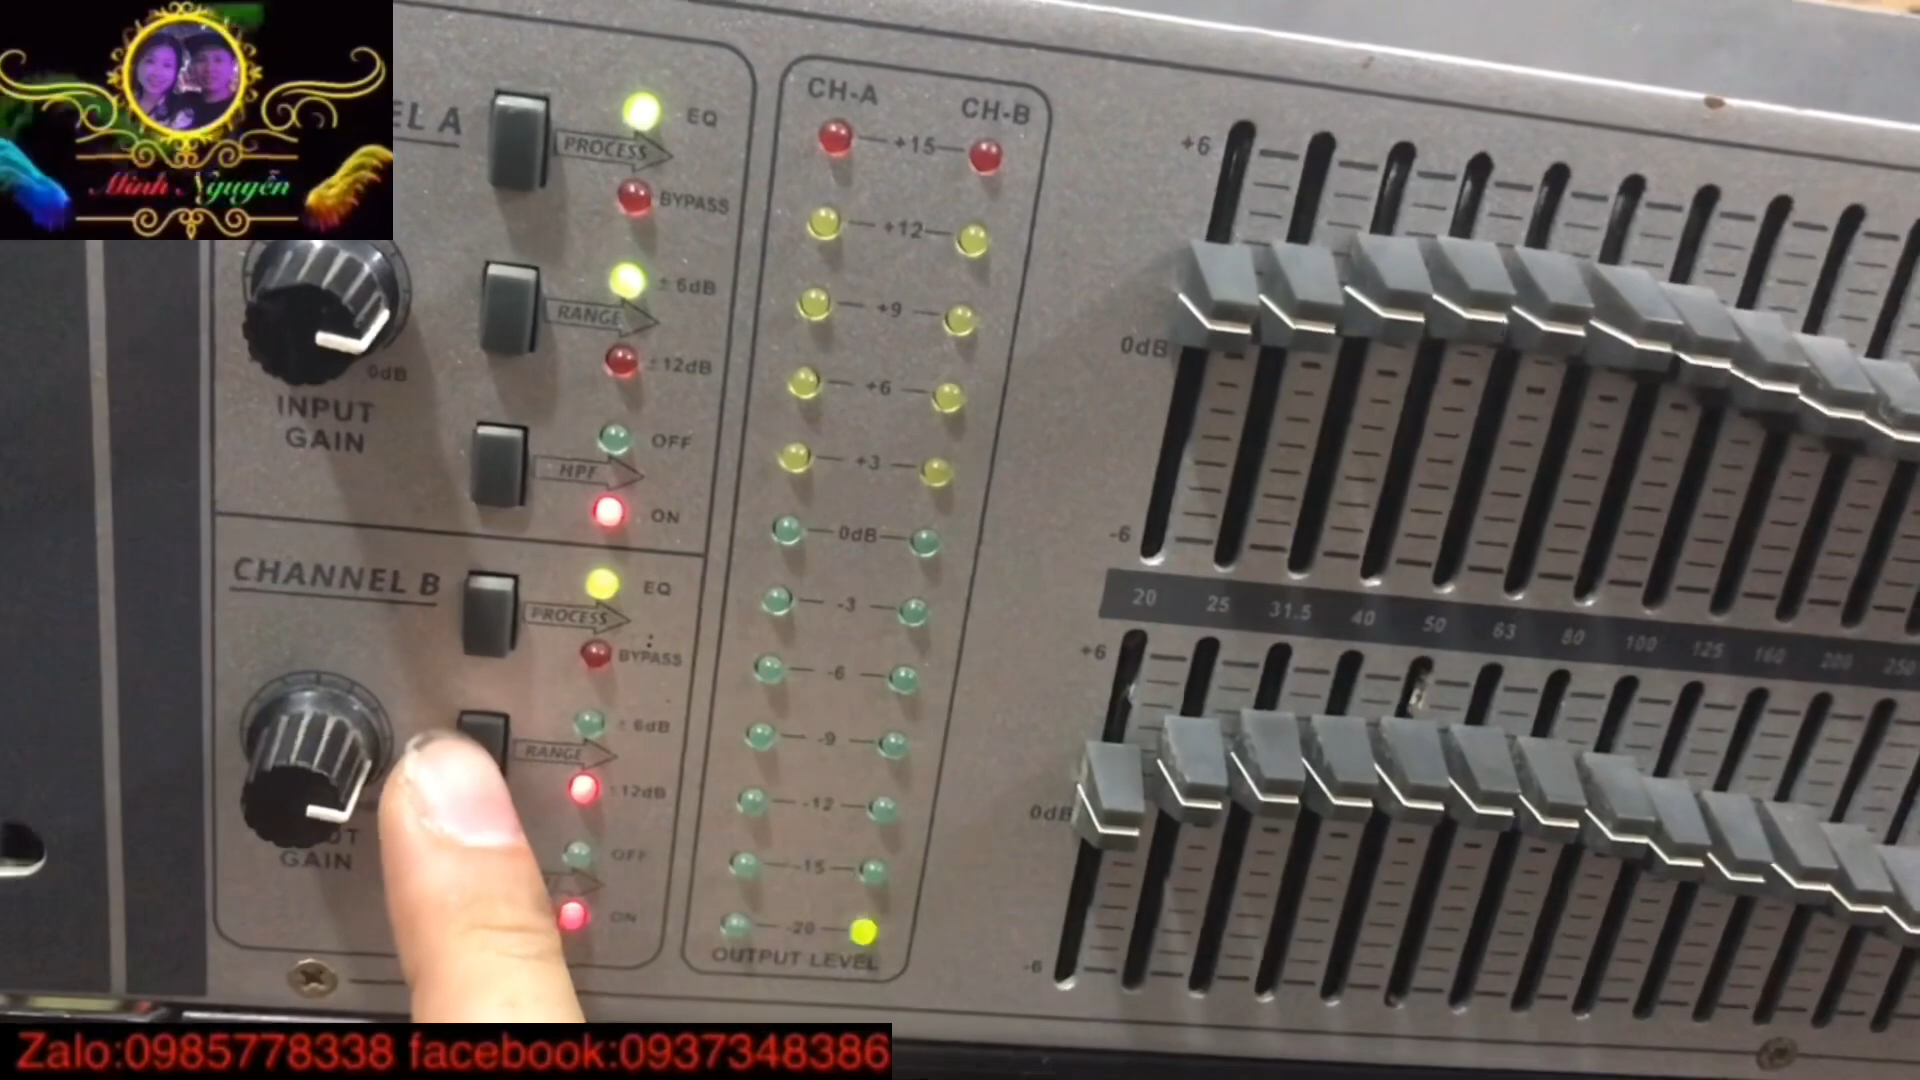 Minh Nguyễn
EL A
PROCESS
EQ
BYPASS
RANGE
± 6dB
±12dB
0dB
INPUT
GAIN
HPF
OFF
ON
CHANNEL B
PROCESS
EQ
BYPASS
RANGE
± 6dB
±12dB
GAIN
OFF
ON
CH-A
CH-B
+15
+12
+9
+6
+3
0dB
-3
-6
-9
-12
-15
-20
OUTPUT LEVEL
+6
0dB
-6
20 25 31.5 40 50 63 80 100 125 160 200 250
+6
0dB
-6
Zalo:0985778338 facebook:0937348386